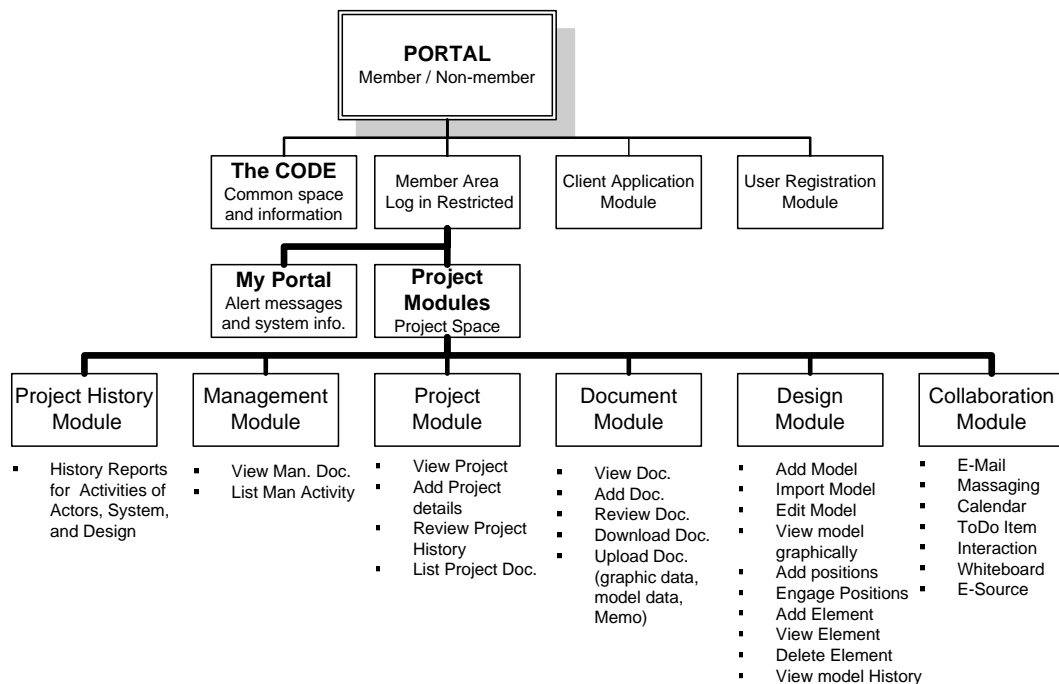 PORTAL
Member / Non-member
The CODE
Common space
and information
Member Area
Log in Restricted
Client Application
Module
User Registration
Module
My Portal
Alert messages
and system info.
Project
Modules
Project Space
Project History
Module
Management
Module
Project
Module
Document
Module
Design
Module
Collaboration
Module
▪ History Reports
for Activities of
Actors, System,
and Design
▪ View Man. Doc.
▪ List Man Activity
▪ View Project
▪ Add Project
details
▪ Review Project
History
▪ List Project Doc.
▪ View Doc.
▪ Add Doc.
▪ Review Doc.
▪ Download Doc.
▪ Upload Doc.
(graphic data,
model data,
Memo)
▪ Add Model
▪ Import Model
▪ Edit Model
▪ View model
graphically
▪ Add positions
▪ Engage Positions
▪ Add Element
▪ View Element
▪ Delete Element
▪ View model History
▪ E-Mail
▪ Massaging
▪ Calendar
▪ ToDo Item
▪ Interaction
▪ Whiteboard
▪ E-Source